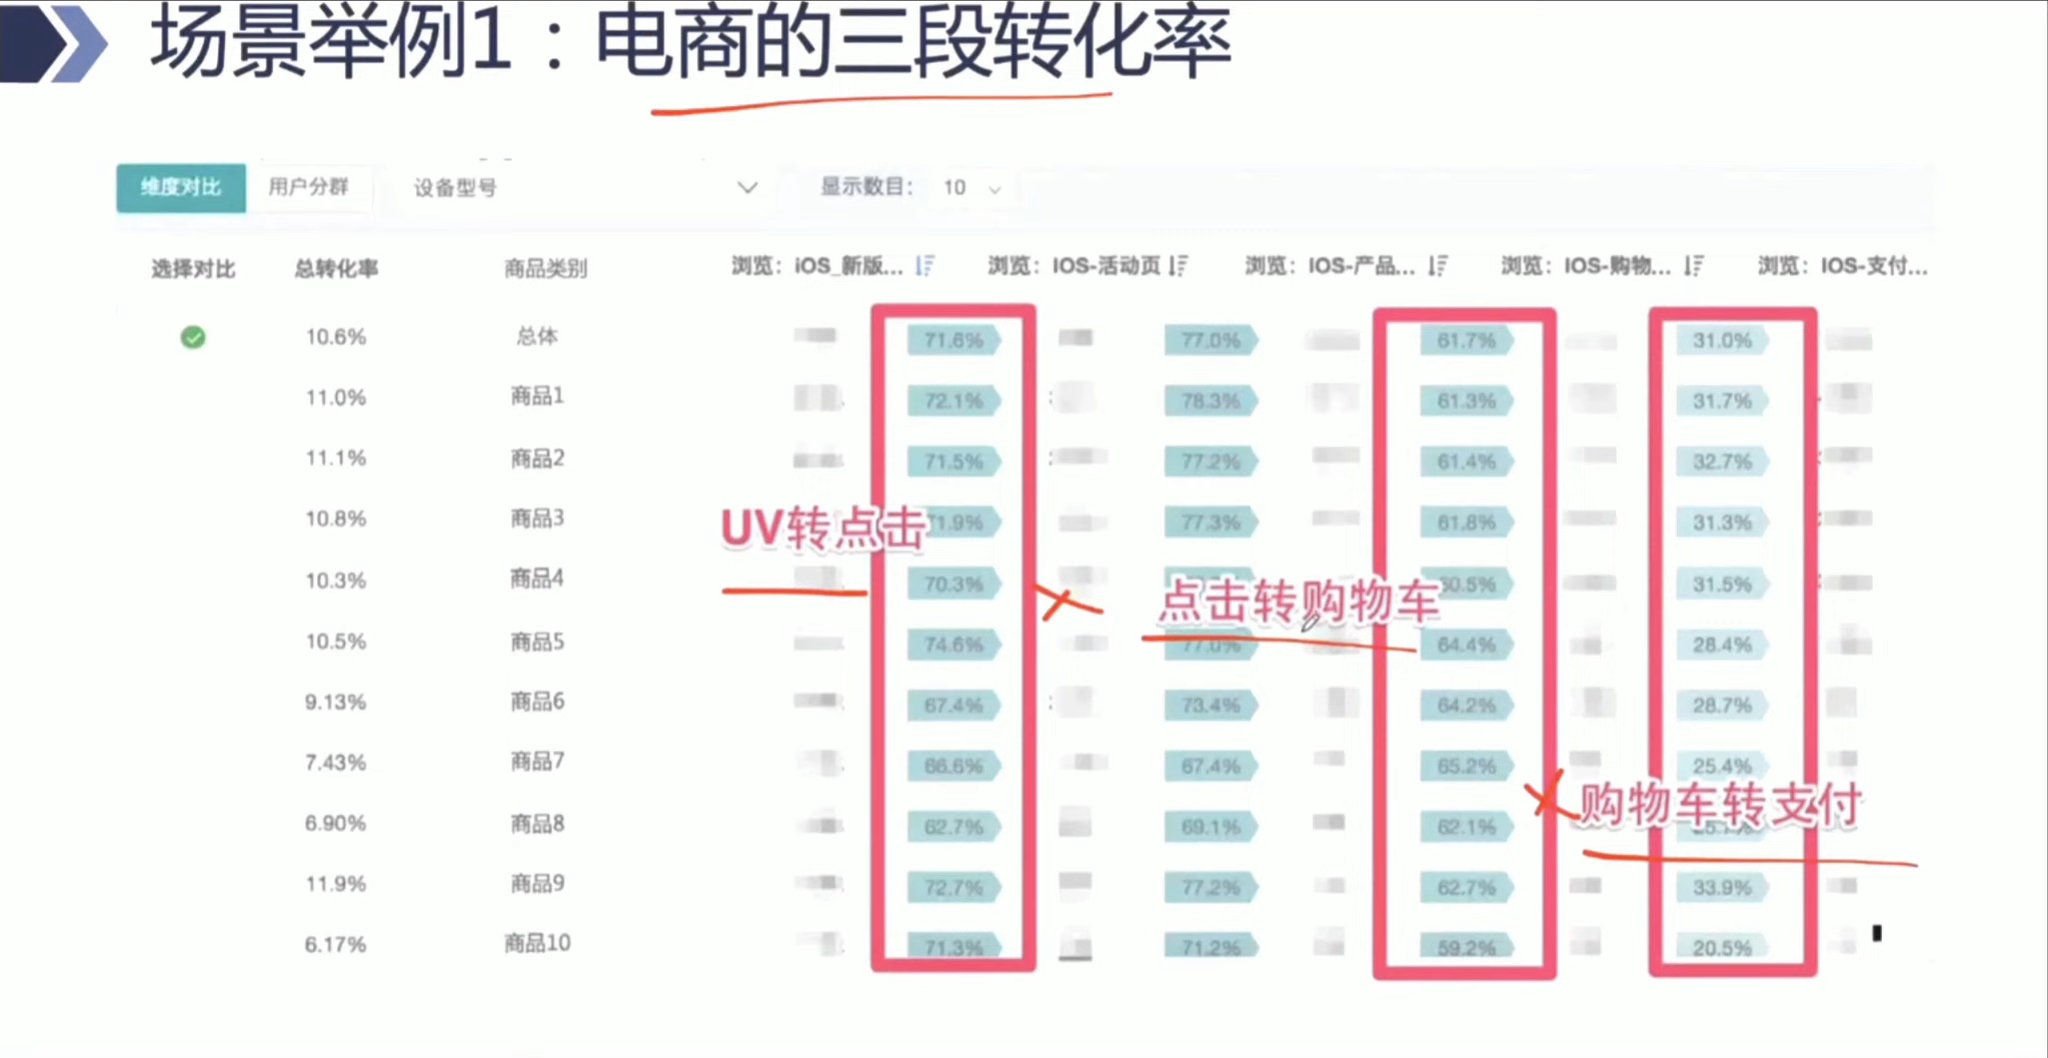 场景举例1：电商的三段转化率
维度对比 用户分群 设备型号 显示数目： 10
选择对比 总转化率 商品类别 浏览：iOS_新版... 浏览：IOS-活动页 浏览：IOS-产品... 浏览：IOS-购物... 浏览：IOS-支付...
10.6% 总体 71.6% 77.0% 61.7% 31.0%
11.0% 商品1 72.1% 78.3% 61.3% 31.7%
11.1% 商品2 71.5% 77.2% 61.4% 32.7%
10.8% 商品3 71.9% 77.3% 61.8% 31.3%
UV转点击
10.3% 商品4 70.3% 60.5% 31.5%
点击转购物车
10.5% 商品5 74.6% 77.0% 64.4% 28.4%
9.13% 商品6 67.4% 73.4% 64.2% 28.7%
7.43% 商品7 66.6% 67.4% 65.2% 25.4%
购物车转支付
6.90% 商品8 62.7% 69.1% 62.1%
11.9% 商品9 72.7% 77.2% 62.7% 33.9%
6.17% 商品10 71.3% 71.2% 59.2% 20.5%